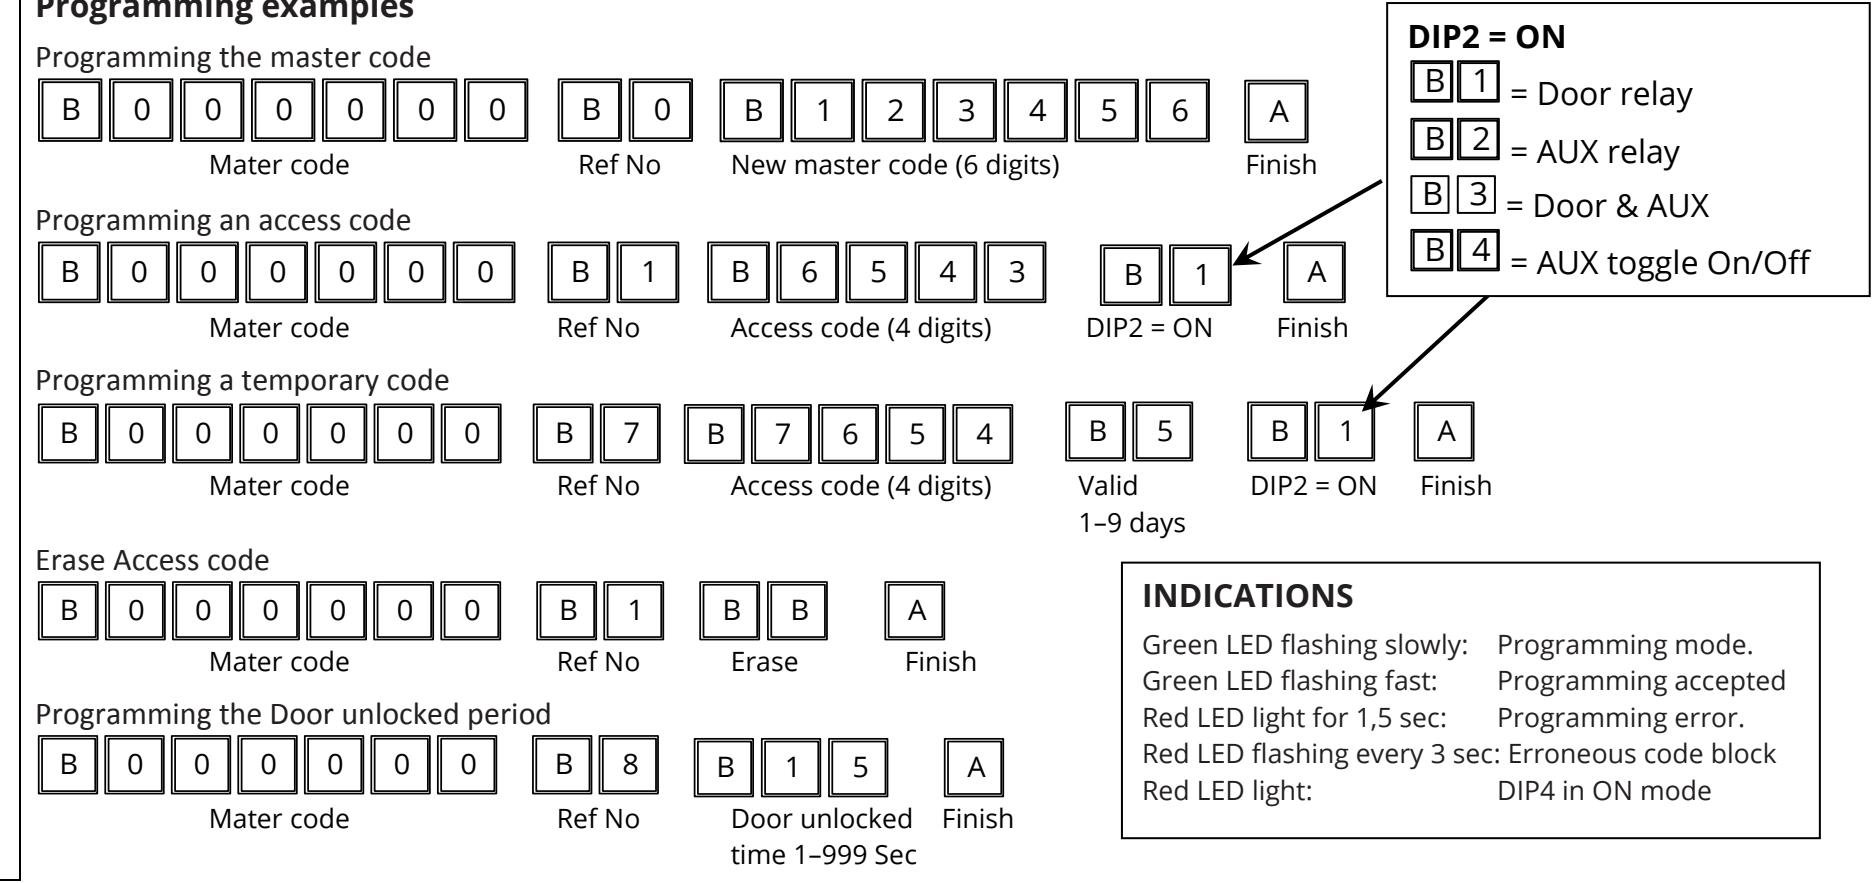 Programming examples
Programming the master code
B 0 0 0 0 0 0 B 0 B 1 2 3 4 5 6 A
Mater code Ref No New master code (6 digits) Finish
Programming an access code
B 0 0 0 0 0 0 B 1 B 6 5 4 3 B 1 A
Mater code Ref No Access code (4 digits) DIP2 = ON Finish
Programming a temporary code
B 0 0 0 0 0 0 B 7 B 7 6 5 4 B 5 B 1 A
Mater code Ref No Access code (4 digits) Valid DIP2 = ON Finish
1–9 days
Erase Access code
B 0 0 0 0 0 0 B 1 B B A
Mater code Ref No Erase Finish
Programming the Door unlocked period
B 0 0 0 0 0 0 B 8 B 1 5 A
Mater code Ref No Door unlocked Finish
time 1–999 Sec
DIP2 = ON
B 1 = Door relay
B 2 = AUX relay
B 3 = Door & AUX
B 4 = AUX toggle On/Off
INDICATIONS
Green LED flashing slowly: Programming mode.
Green LED flashing fast: Programming accepted
Red LED light for 1,5 sec: Programming error.
Red LED flashing every 3 sec: Erroneous code block
Red LED light: DIP4 in ON mode